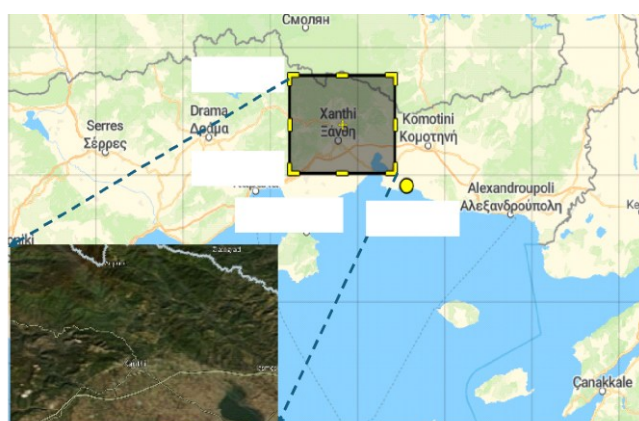 Смолян
Xanthi
Ξάνθη
Komotini
Κομοτηνή
Drama
Δράμα
Serres
Σέρρες
Alexandroupoli
Αλεξανδρούπολη
Çanakkale